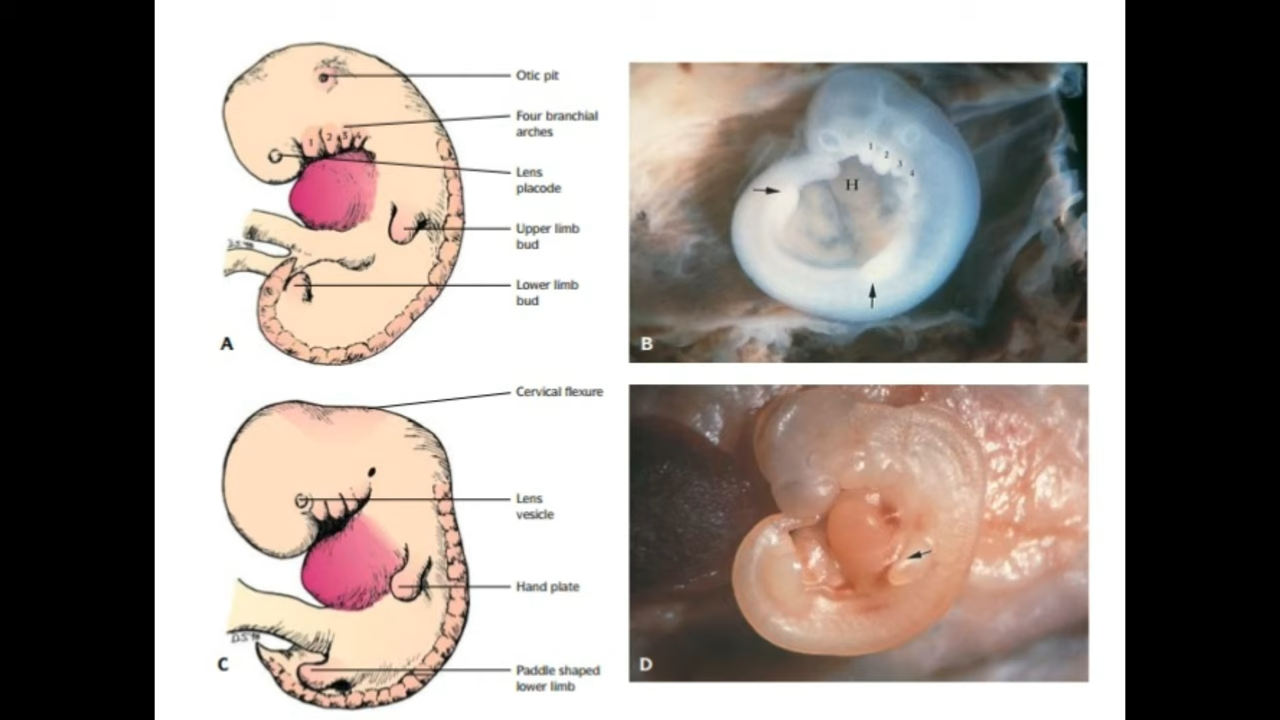 Otic pit
Four branchial
arches
1 2 3 4
Lens
placode
Upper limb
bud
Lower limb
bud
A
1
2
3
4
H
B
Cervical flexure
Lens
vesicle
Hand plate
Paddle shaped
lower limb
C
D